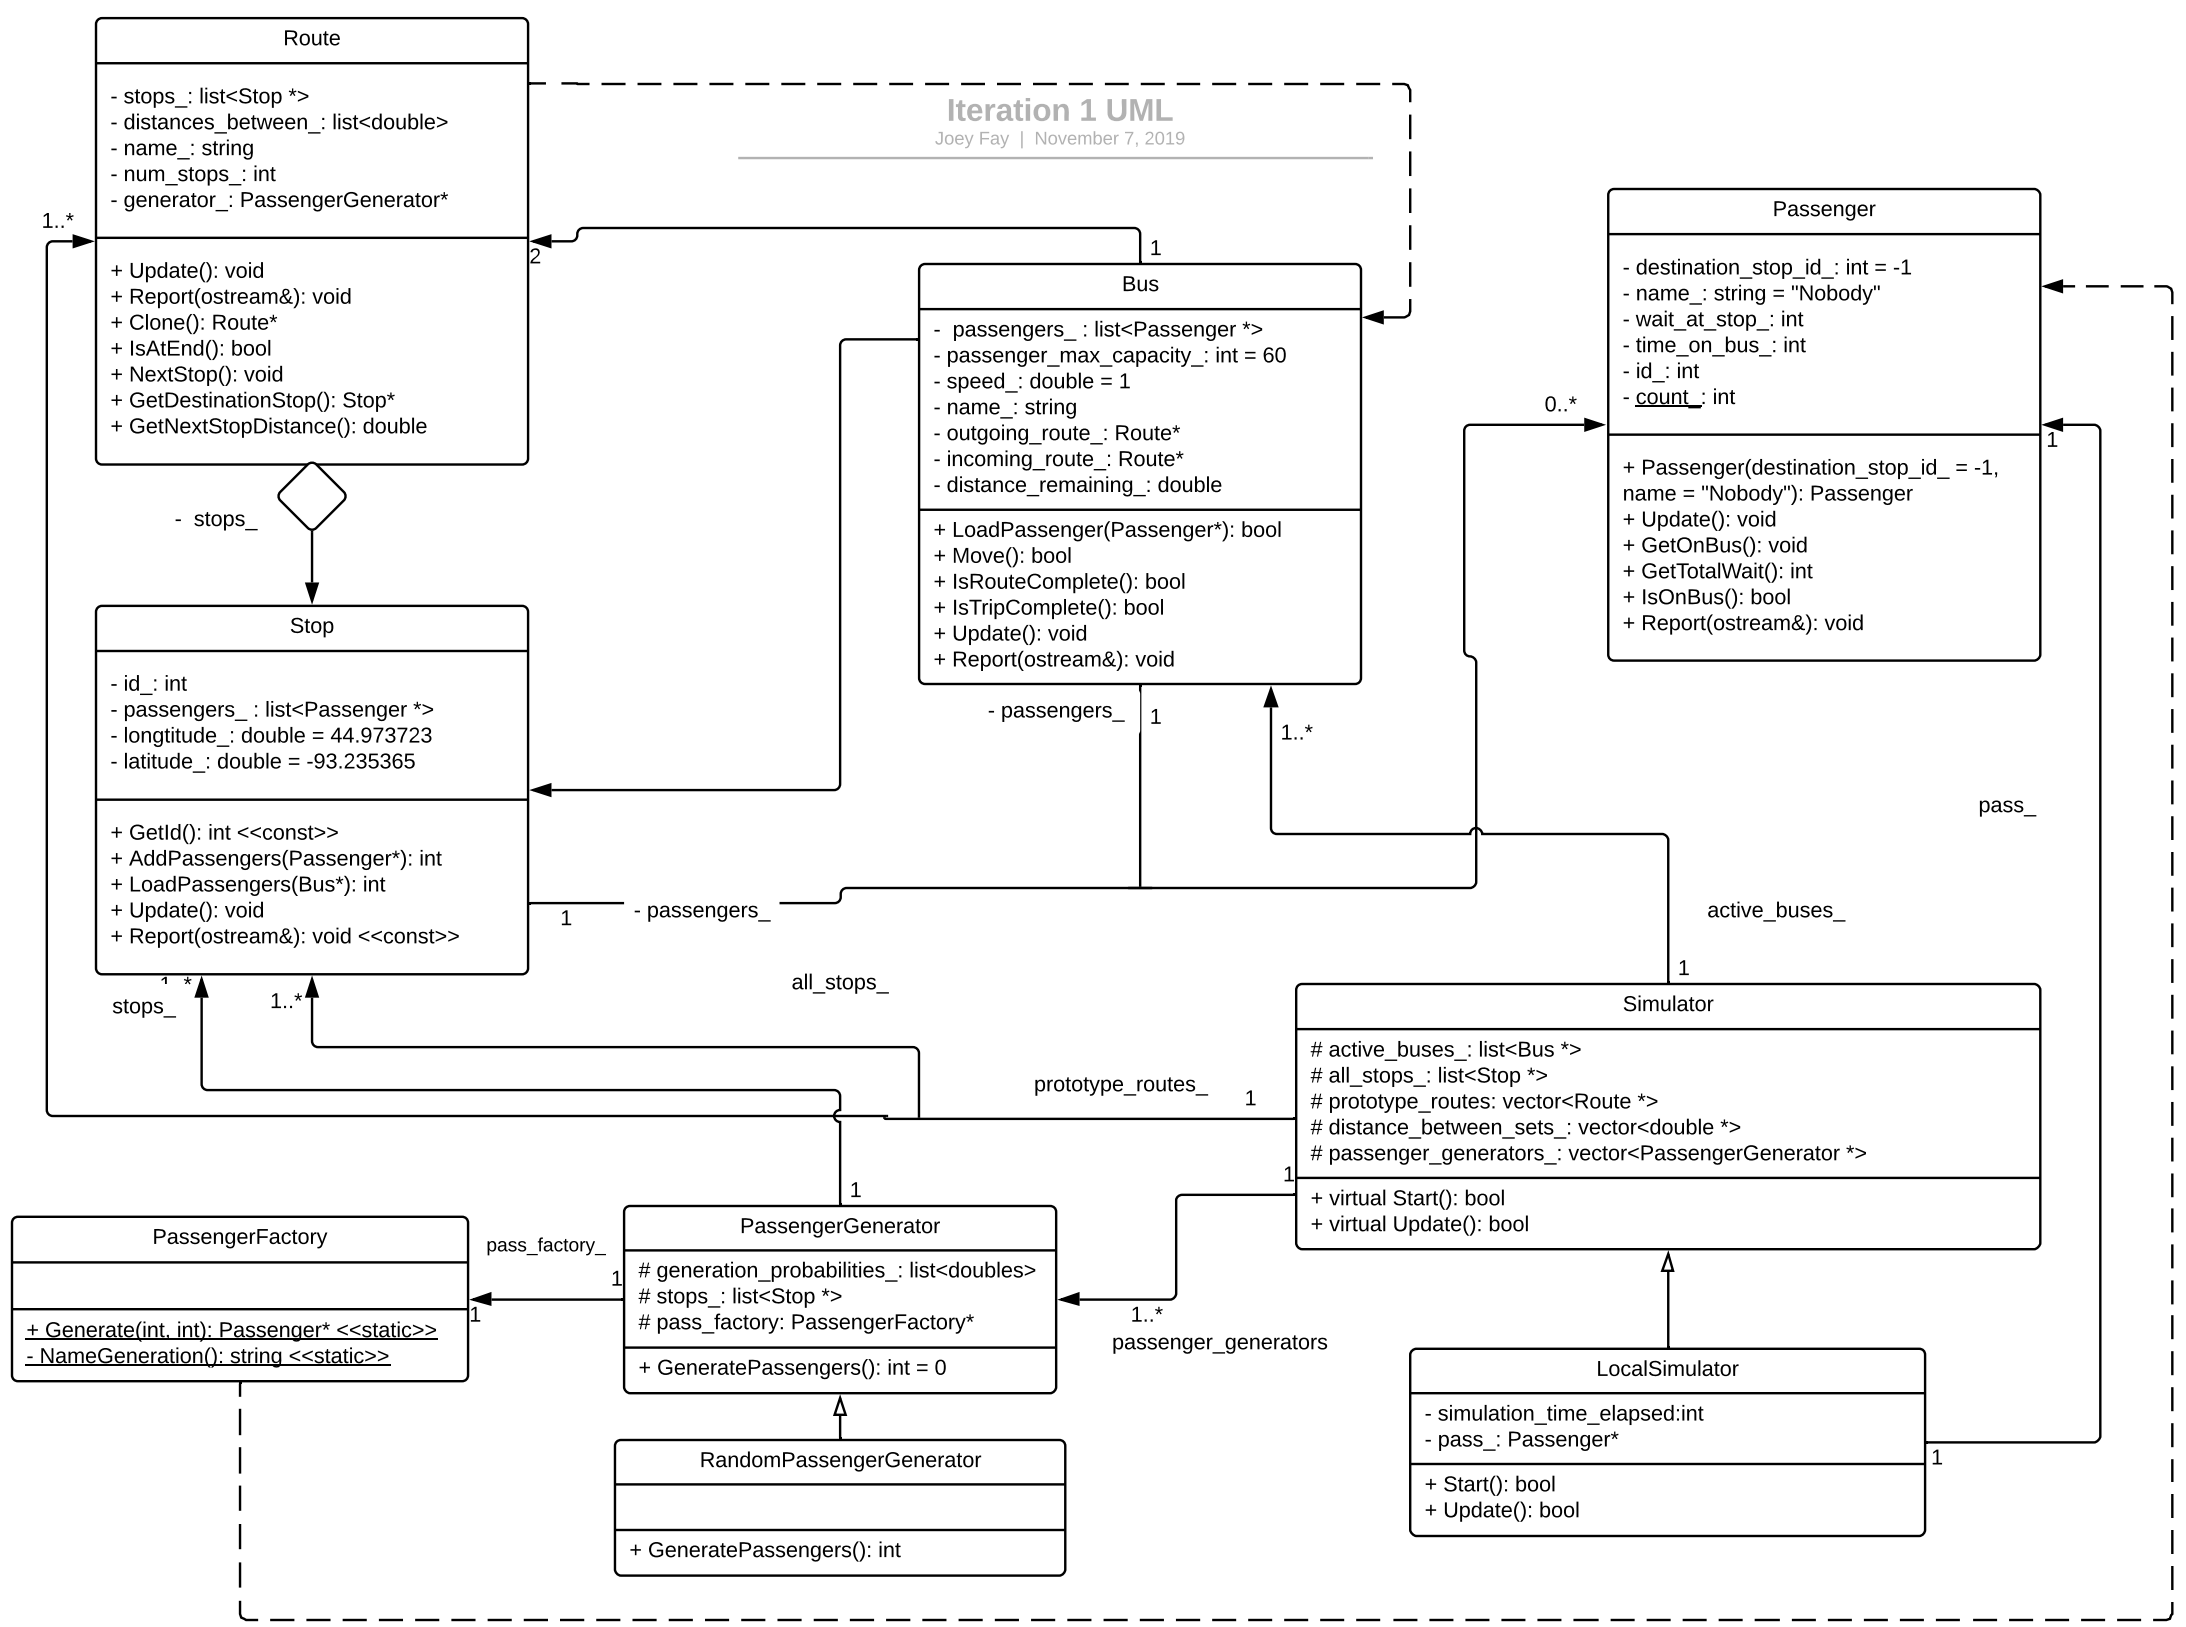 Route
- stops_: list<Stop *>
- distances_between_: list<double>
- name_: string
- num_stops_: int
- generator_: PassengerGenerator*
+ Update(): void
+ Report(ostream&): void
+ Clone(): Route*
+ IsAtEnd(): bool
+ NextStop(): void
+ GetDestinationStop(): Stop*
+ GetNextStopDistance(): double
1..*
2
Iteration 1 UML
Joey Fay | November 7, 2019
1
Bus
- passengers_ : list<Passenger *>
- passenger_max_capacity_: int = 60
- speed_: double = 1
- name_: string
- outgoing_route_: Route*
- incoming_route_: Route*
- distance_remaining_: double
+ LoadPassenger(Passenger*): bool
+ Move(): bool
+ IsRouteComplete(): bool
+ IsTripComplete(): bool
+ Update(): void
+ Report(ostream&): void
- passengers_
1
1..*
Passenger
- destination_stop_id_: int = -1
- name_: string = "Nobody"
- wait_at_stop_: int
- time_on_bus_: int
- id_: int
- count_: int
+ Passenger(destination_stop_id_ = -1,
name = "Nobody"): Passenger
+ Update(): void
+ GetOnBus(): void
+ GetTotalWait(): int
+ IsOnBus(): bool
+ Report(ostream&): void
0..*
1
pass_
- stops_
Stop
- id_: int
- passengers_ : list<Passenger *>
- longtitude_: double = 44.973723
- latitude_: double = -93.235365
+ GetId(): int <<const>>
+ AddPassengers(Passenger*): int
+ LoadPassengers(Bus*): int
+ Update(): void
+ Report(ostream&): void <<const>>
1
- passengers_
1..*
stops_
1..*
all_stops_
active_buses_
1
prototype_routes_
1
Simulator
# active_buses_: list<Bus *>
# all_stops_: list<Stop *>
# prototype_routes: vector<Route *>
# distance_between_sets_: vector<double *>
# passenger_generators_: vector<PassengerGenerator *>
+ virtual Start(): bool
+ virtual Update(): bool
1
1..*
passenger_generators
PassengerFactory
+ Generate(int, int): Passenger* <<static>>
- NameGeneration(): string <<static>>
pass_factory_
1
1
1
PassengerGenerator
# generation_probabilities_: list<doubles>
# stops_: list<Stop *>
# pass_factory: PassengerFactory*
+ GeneratePassengers(): int = 0
RandomPassengerGenerator
+ GeneratePassengers(): int
LocalSimulator
- simulation_time_elapsed:int
- pass_: Passenger*
+ Start(): bool
+ Update(): bool
1